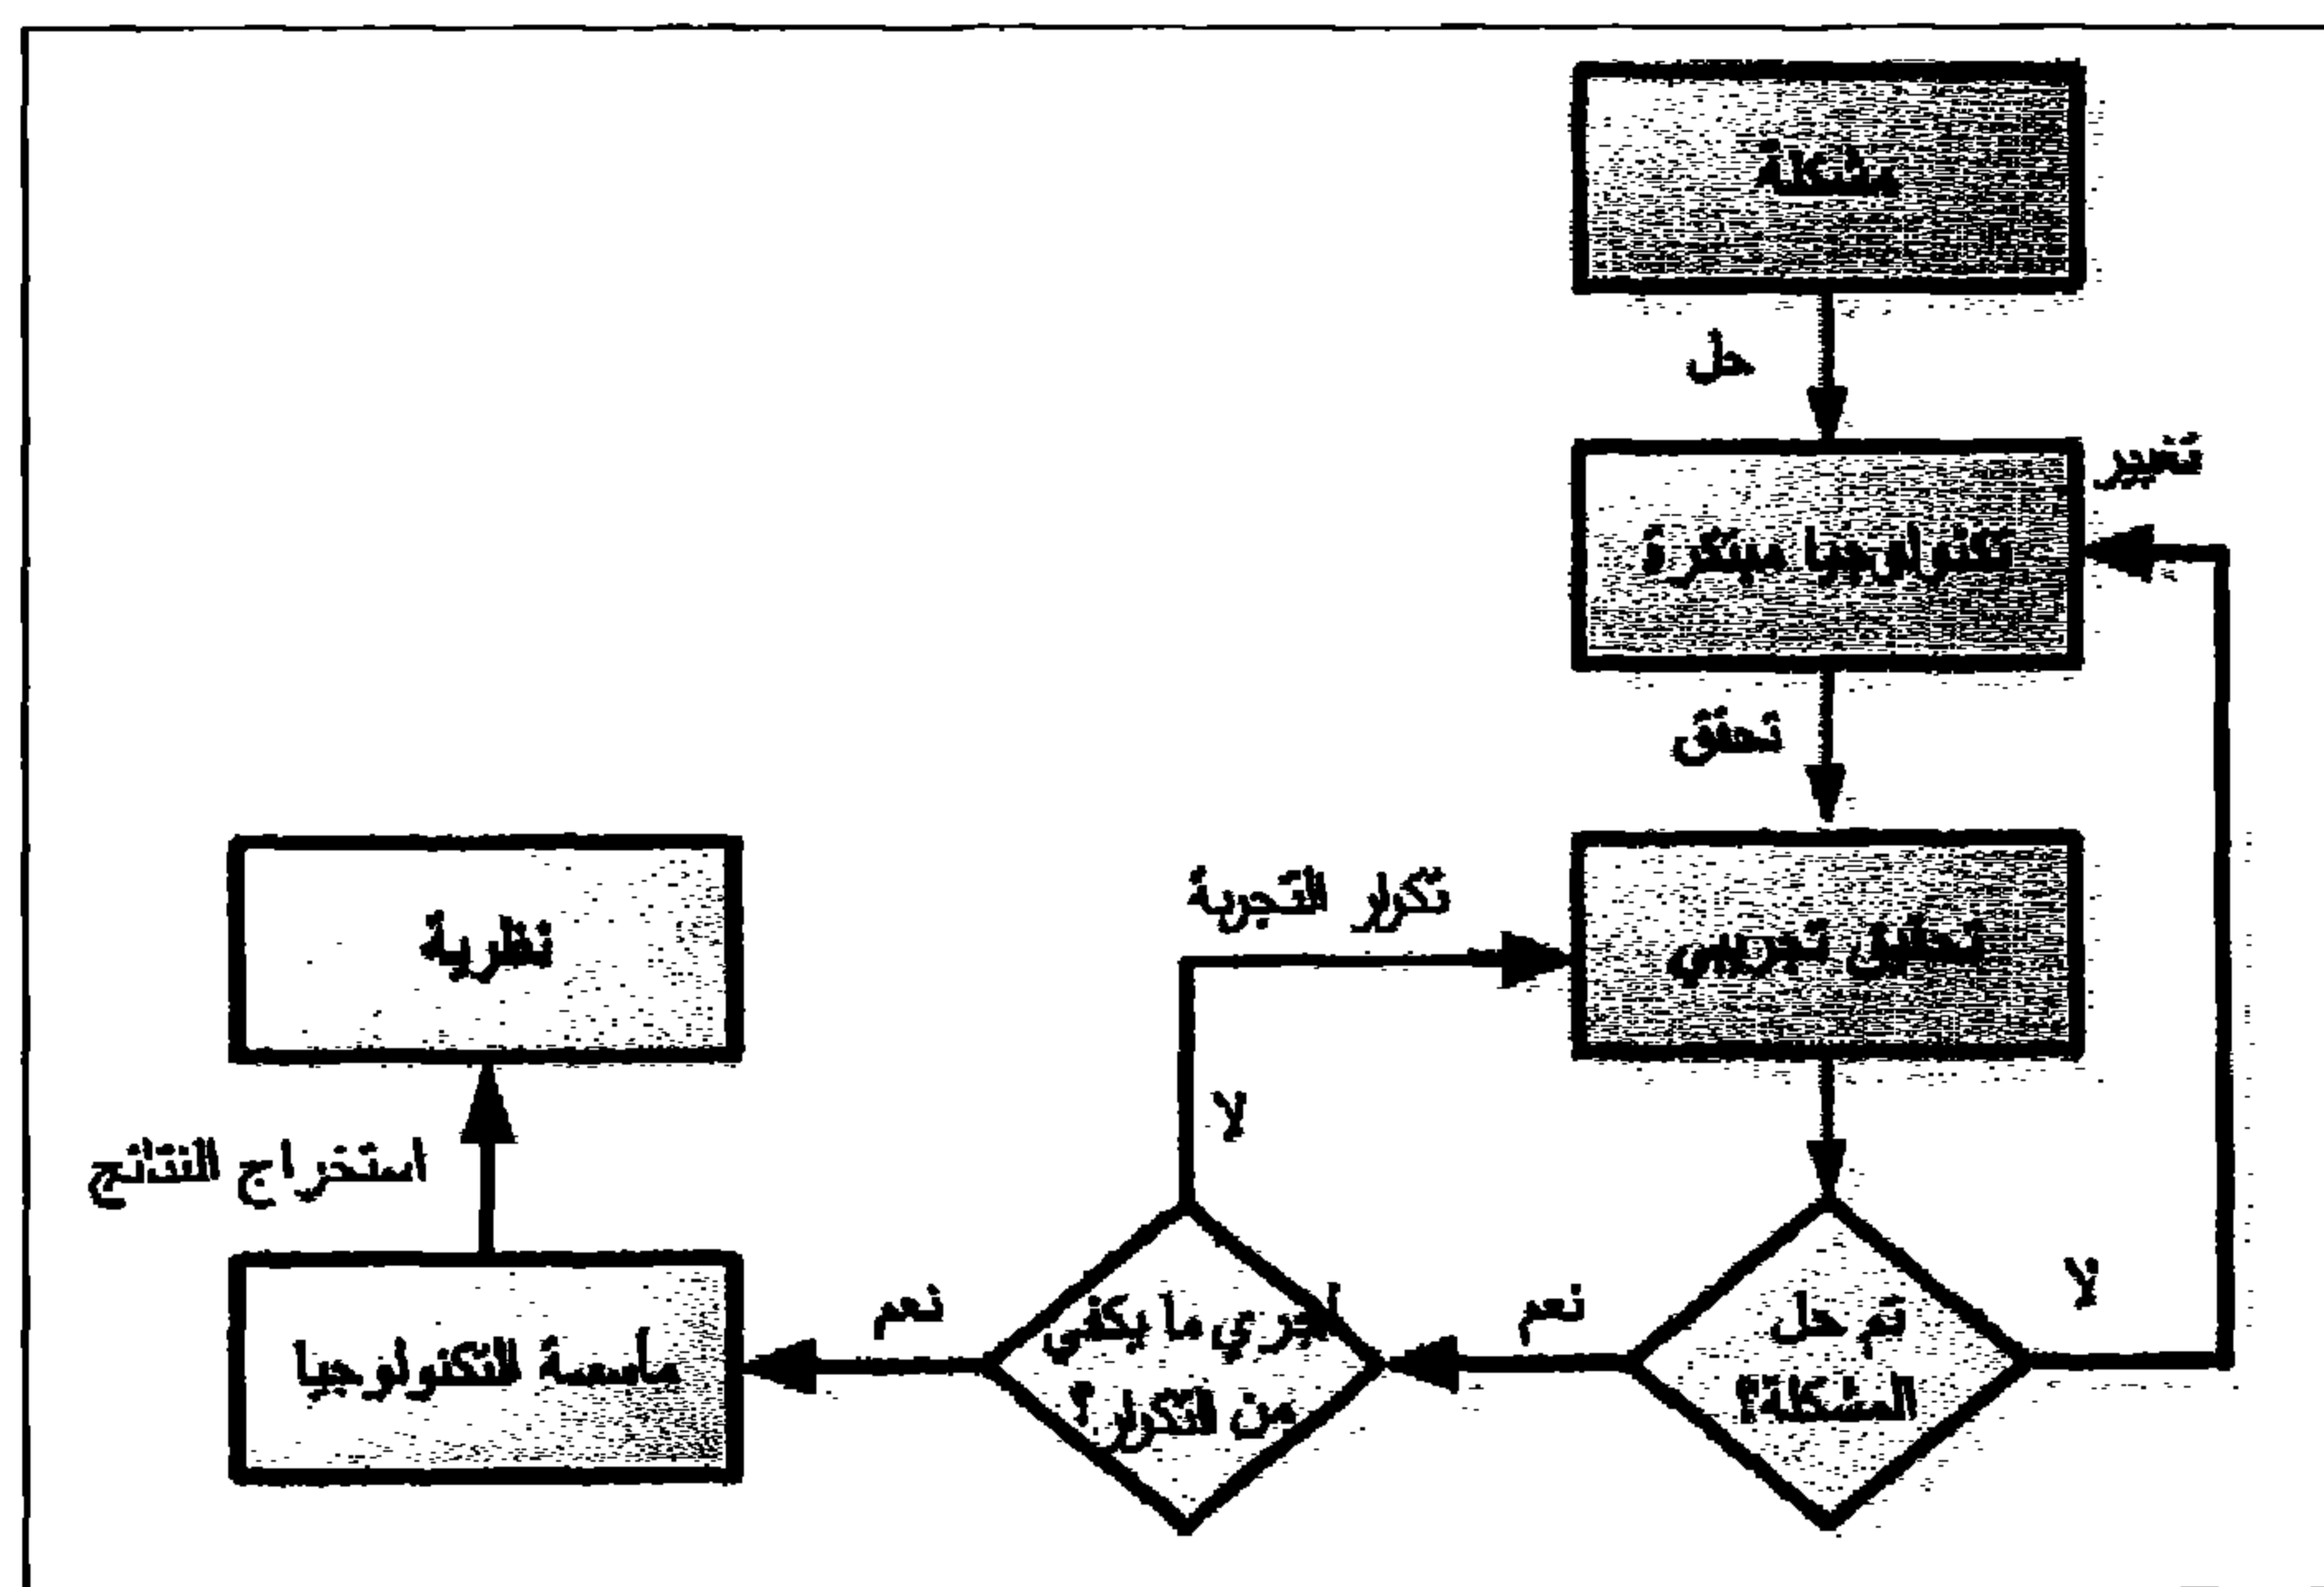 مشكلة
حل
تكنولوجيا مبتكرة
تغيير
تحقق
تحقيق تجريبي
تكرار التجربة
لا
تم حل
المشكلة؟
لا
نعم
أجري ما يكفي
من التكرار؟
نعم
التكنولوجيا
استخراج النتائج
نظرية